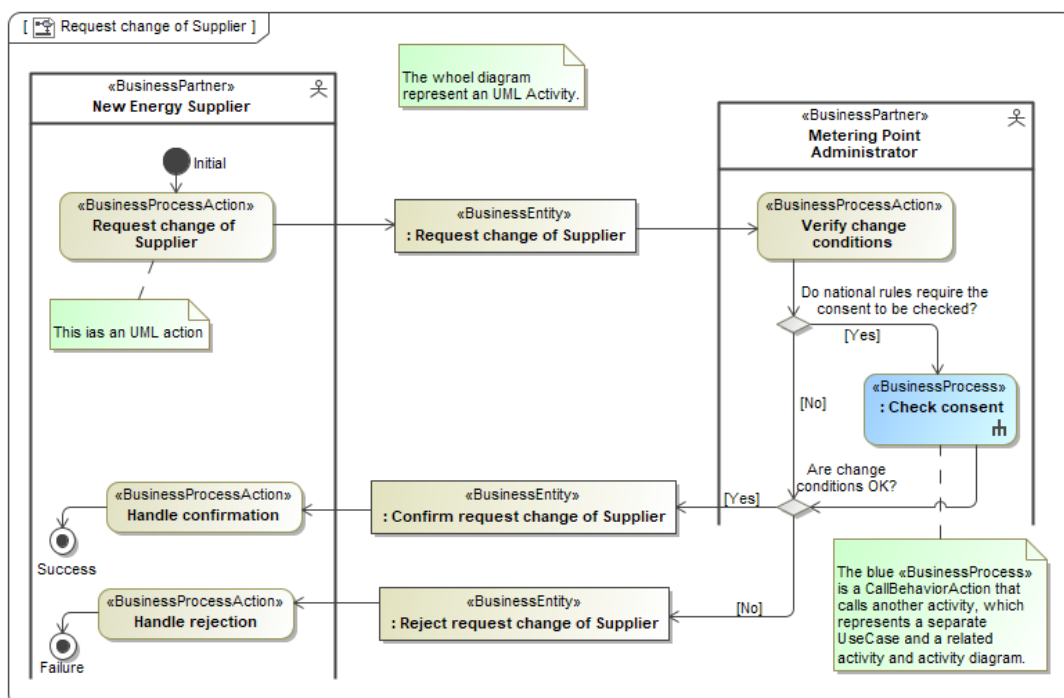 Request change of Supplier ]
[
The whoel diagram
represent an UML Activity.
«BusinessPartner»
New Energy Supplier
«BusinessPartner»
Metering Point
Administrator
Initial
«BusinessProcessAction»
Request change of
Supplier
«BusinessEntity»
: Request change of Supplier
«BusinessProcessAction»
Verify change
conditions
This ias an UML action
Do national rules require the
consent to be checked?
[Yes]
«BusinessProcess»
: Check consent
[No]
Are change
conditions OK?
«BusinessProcessAction»
Handle confirmation
«BusinessEntity»
: Confirm request change of Supplier
[Yes]
Success
«BusinessProcessAction»
Handle rejection
«BusinessEntity»
: Reject request change of Supplier
[No]
Failure
The blue «BusinessProcess»
is a CallBehaviorAction that
calls another activity, which
represents a separate
UseCase and a related
activity and activity diagram.